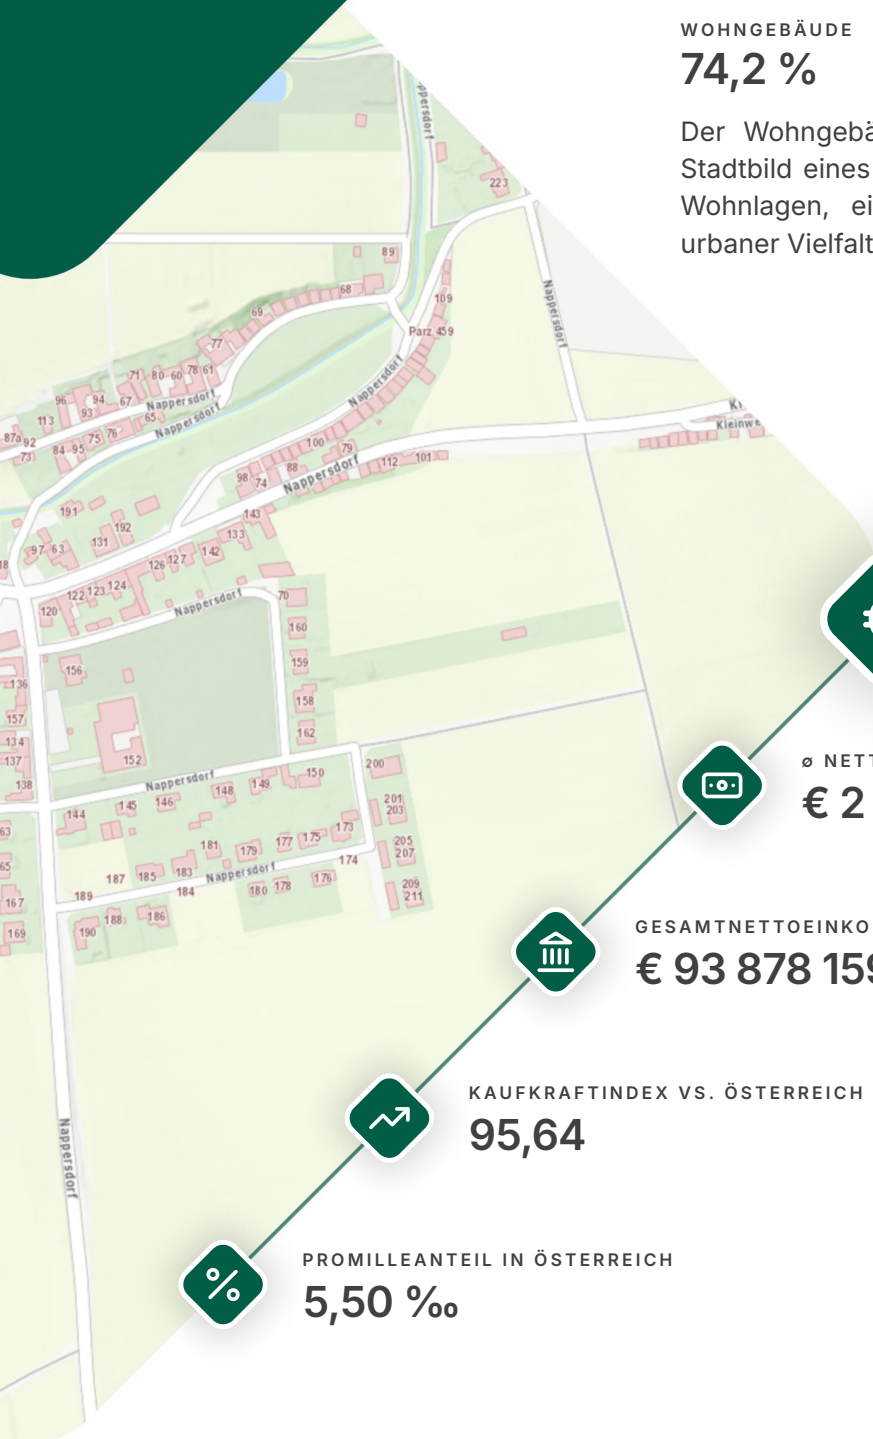 WOHNGEBÄUDE
74,2 %
Der Wohngebä
Stadtbild eines
Wohnlagen, ei
urbaner Vielfalt
ppersdorf
223
89
68
69
109
Parz 459
Nappersdorf
77
71 80 60 78 61
96 94 67
93
Nappersdorf
65
Nappersdorf
Nappersdorf
113
87a 92
73
84 95 75 76
Kleinwe
100
79
88
112 101
98 74
Nappersdorf
191
143
192
133
97 63
131
142
126 127
18
122 123 124
120
Nappersdorf
70
160
159
156
136
158
157
162
134
137
152
138
200
150
Nappersdorf
149
148
146
145
144
201
203
63
173
175
177
181
179
205
207
65
174
187 185 183
Nappersdorf
176
189
184
180 178
209
211
167
188 186
190
169
ø NETT
€ 2
GESAMTNETTOEINKO
€ 93 878 159
KAUFKRAFTINDEX VS. ÖSTERREICH
95,64
Nappersdorf
PROMILLEANTEIL IN ÖSTERREICH
5,50 ‰